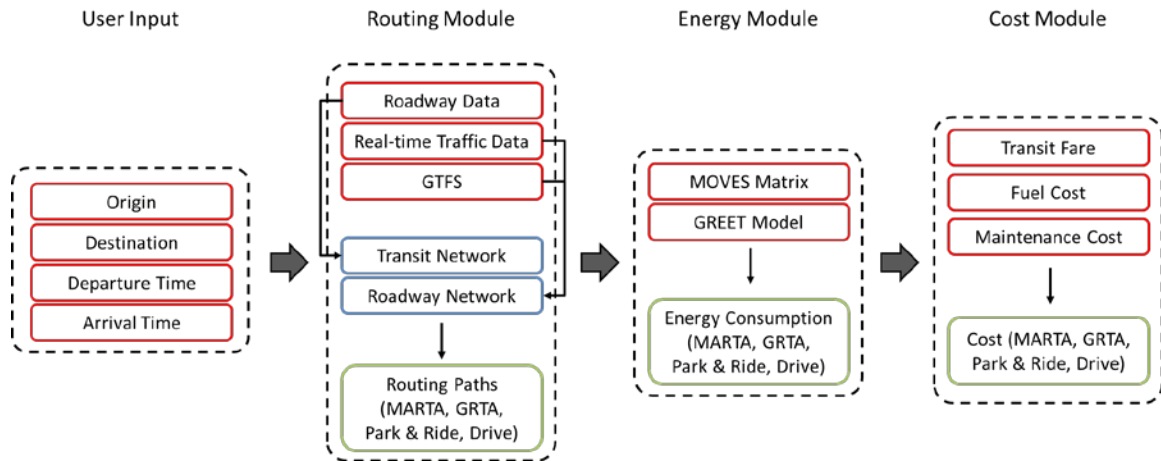 User Input
Routing Module
Energy Module
Cost Module
Origin
Destination
Departure Time
Arrival Time
Roadway Data
Real-time Traffic Data
GTFS
Transit Network
Roadway Network
Routing Paths
(MARTA, GRTA,
Park & Ride, Drive)
MOVES Matrix
GREET Model
Energy Consumption
(MARTA, GRTA,
Park & Ride, Drive)
Transit Fare
Fuel Cost
Maintenance Cost
Cost (MARTA, GRTA,
Park & Ride, Drive)